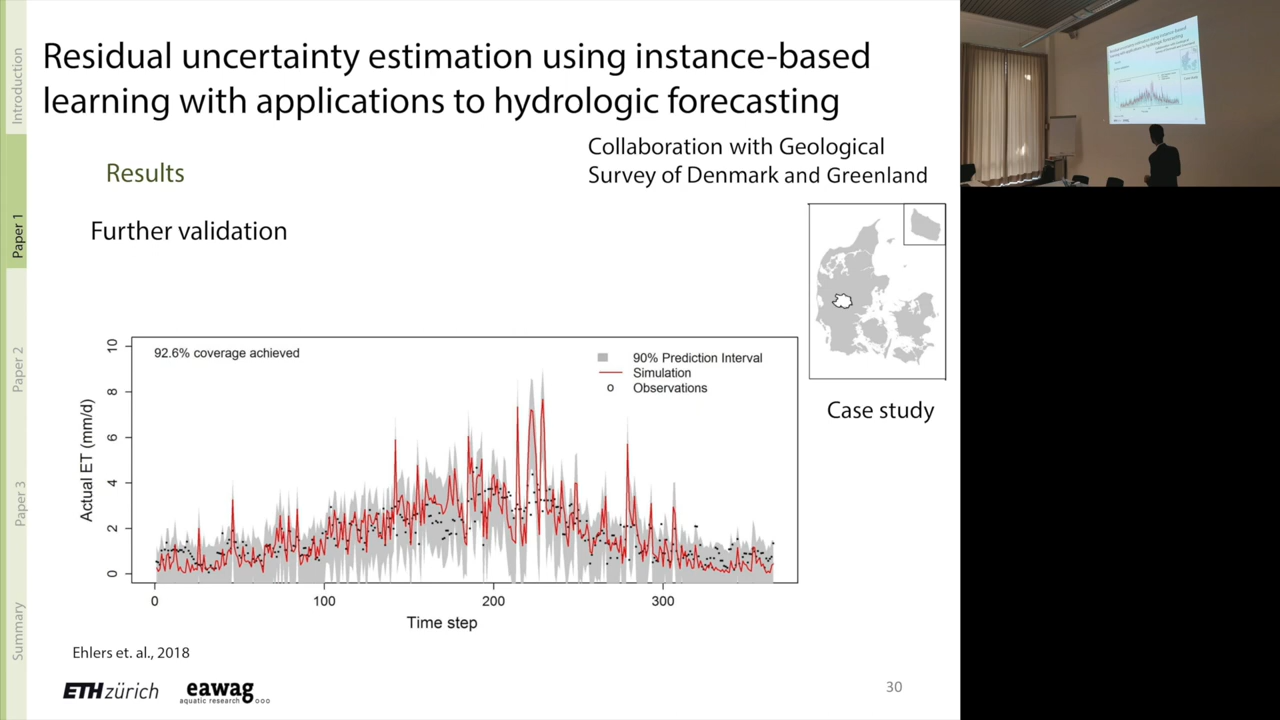 Residual uncertainty estimation using instance-based
learning with applications to hydrologic forecasting
Introduction
Paper 1
Paper 2
Paper 3
Summary
Results
Collaboration with Geological
Survey of Denmark and Greenland
Further validation
92.6% coverage achieved
90% Prediction Interval
Simulation
Observations
Actual ET (mm/d)
10
8
6
4
2
0
0
100
200
300
Time step
Case study
Ehlers et. al., 2018
ETH zürich
eawag
aquatic research
30